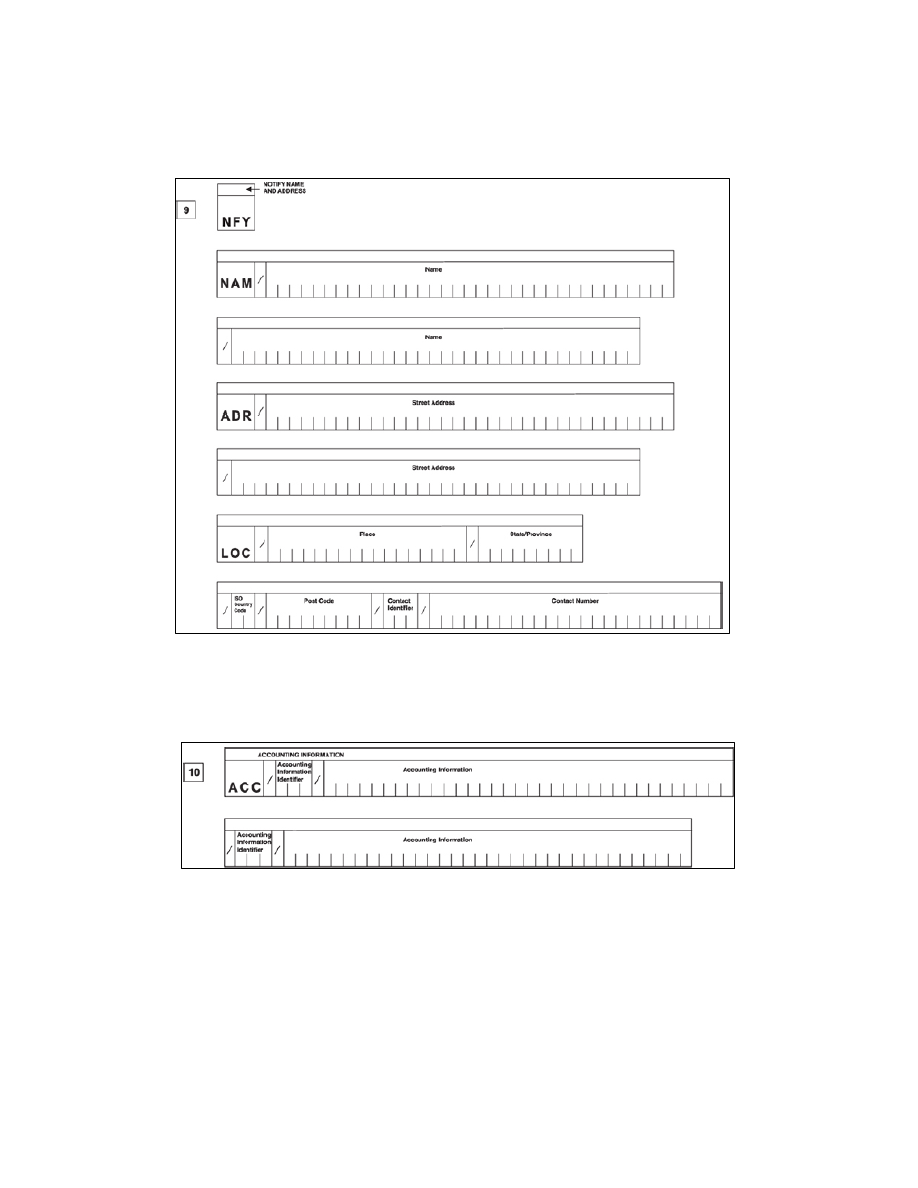 NOTIFY NAME
AND ADDRESS
9
NFY
Name
NAM /
Name
/
Street Address
ADR /
Street Address
/
Place State/Province
LOC / /
ISO
Country
Code
Post Code Contact
Identifier
Contact Number
/ / / /
ACCOUNTING INFORMATION
10
Accounting
Information
Identifier
Accounting Information
ACC / /
Accounting
Information
Identifier
Accounting Information
/ /